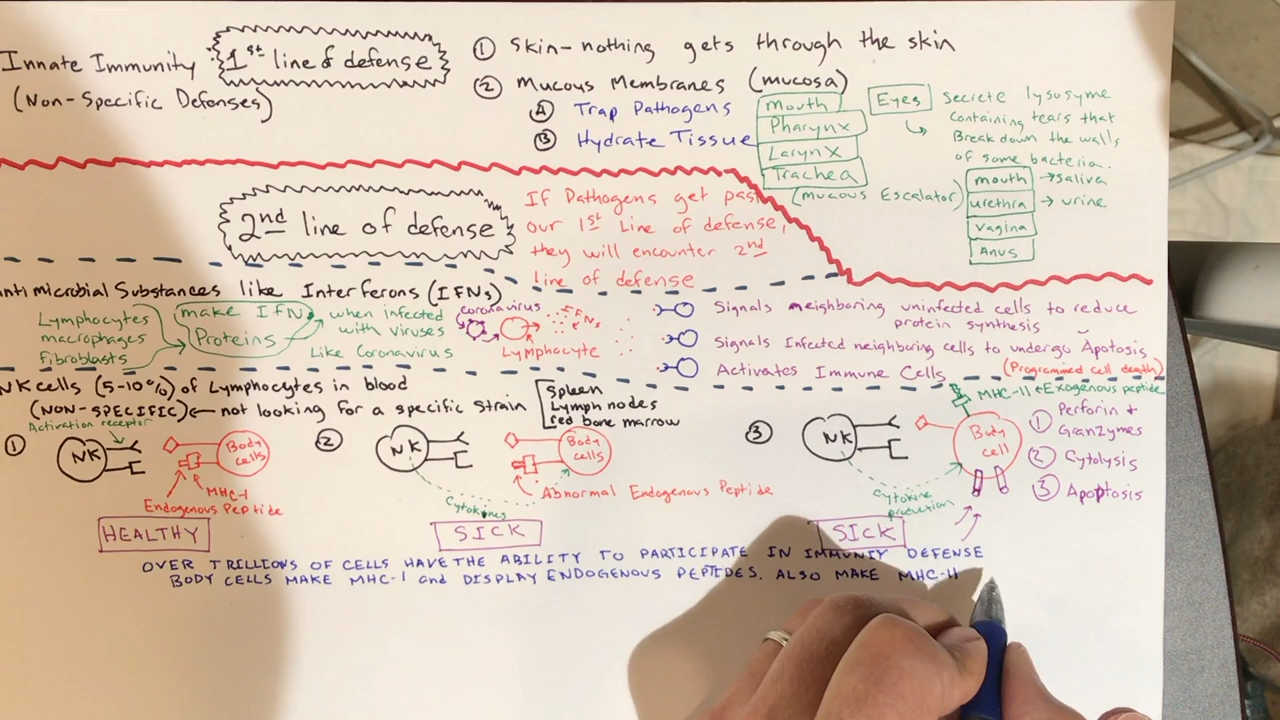 Innate Immunity
(Non-Specific Defenses)
1st line of defense
① Skin-nothing gets through the skin
② Mucous Membranes (mucosa)
Ⓐ Trap Pathogens
Ⓑ Hydrate Tissue
mouth
Pharynx
Larynx
Trachea
(mucous Escalator)
Eyes
Secrete lysosyme
containing tears that
Break down the walls
of some bacteria.
mouth → saliva
urethra → urine
vagina
Anus
2nd line of defense
If Pathogens get past
our 1st Line of defense,
they will encounter 2nd
line of defense
ntimicrobial Substances like Interferons (IFNs)
Lymphocytes
macrophages
Fibroblasts
make IFNs
Proteins
when infected
with viruses
Like Coronavirus
coronavirus
IFNs
Lymphocyte
Signals neighboring uninfected cells to reduce
protein synthesis
Signals Infected neighboring cells to undergo Apotosis
(Programmed cell death)
Activates Immune Cells
NK cells (5-10%) of Lymphocytes in blood
(NON-SPECIFIC) ← not looking for a specific strain
Spleen
Lymph nodes
red bone marrow
Activation receptor
①
NK
Body
cells
MHC-1
Endogenous Peptide
HEALTHY
②
NK
Body
cells
Abnormal Endogenous Peptide
Cytokines
SICK
③
NK
MHC-11 ← Exogenous peptide
Body
cell
Cytokine
production
SICK
① Perforin +
Granzymes
② Cytolysis
③ Apoptosis
OVER TRILLIONS OF CELLS HAVE THE ABILITY TO PARTICIPATE IN IMMUNIY DEFENSE
BODY CELLS MAKE MHC-1 and DISPLAY ENDOGENOUS PEPTIDES. ALSO MAKE MHC-11